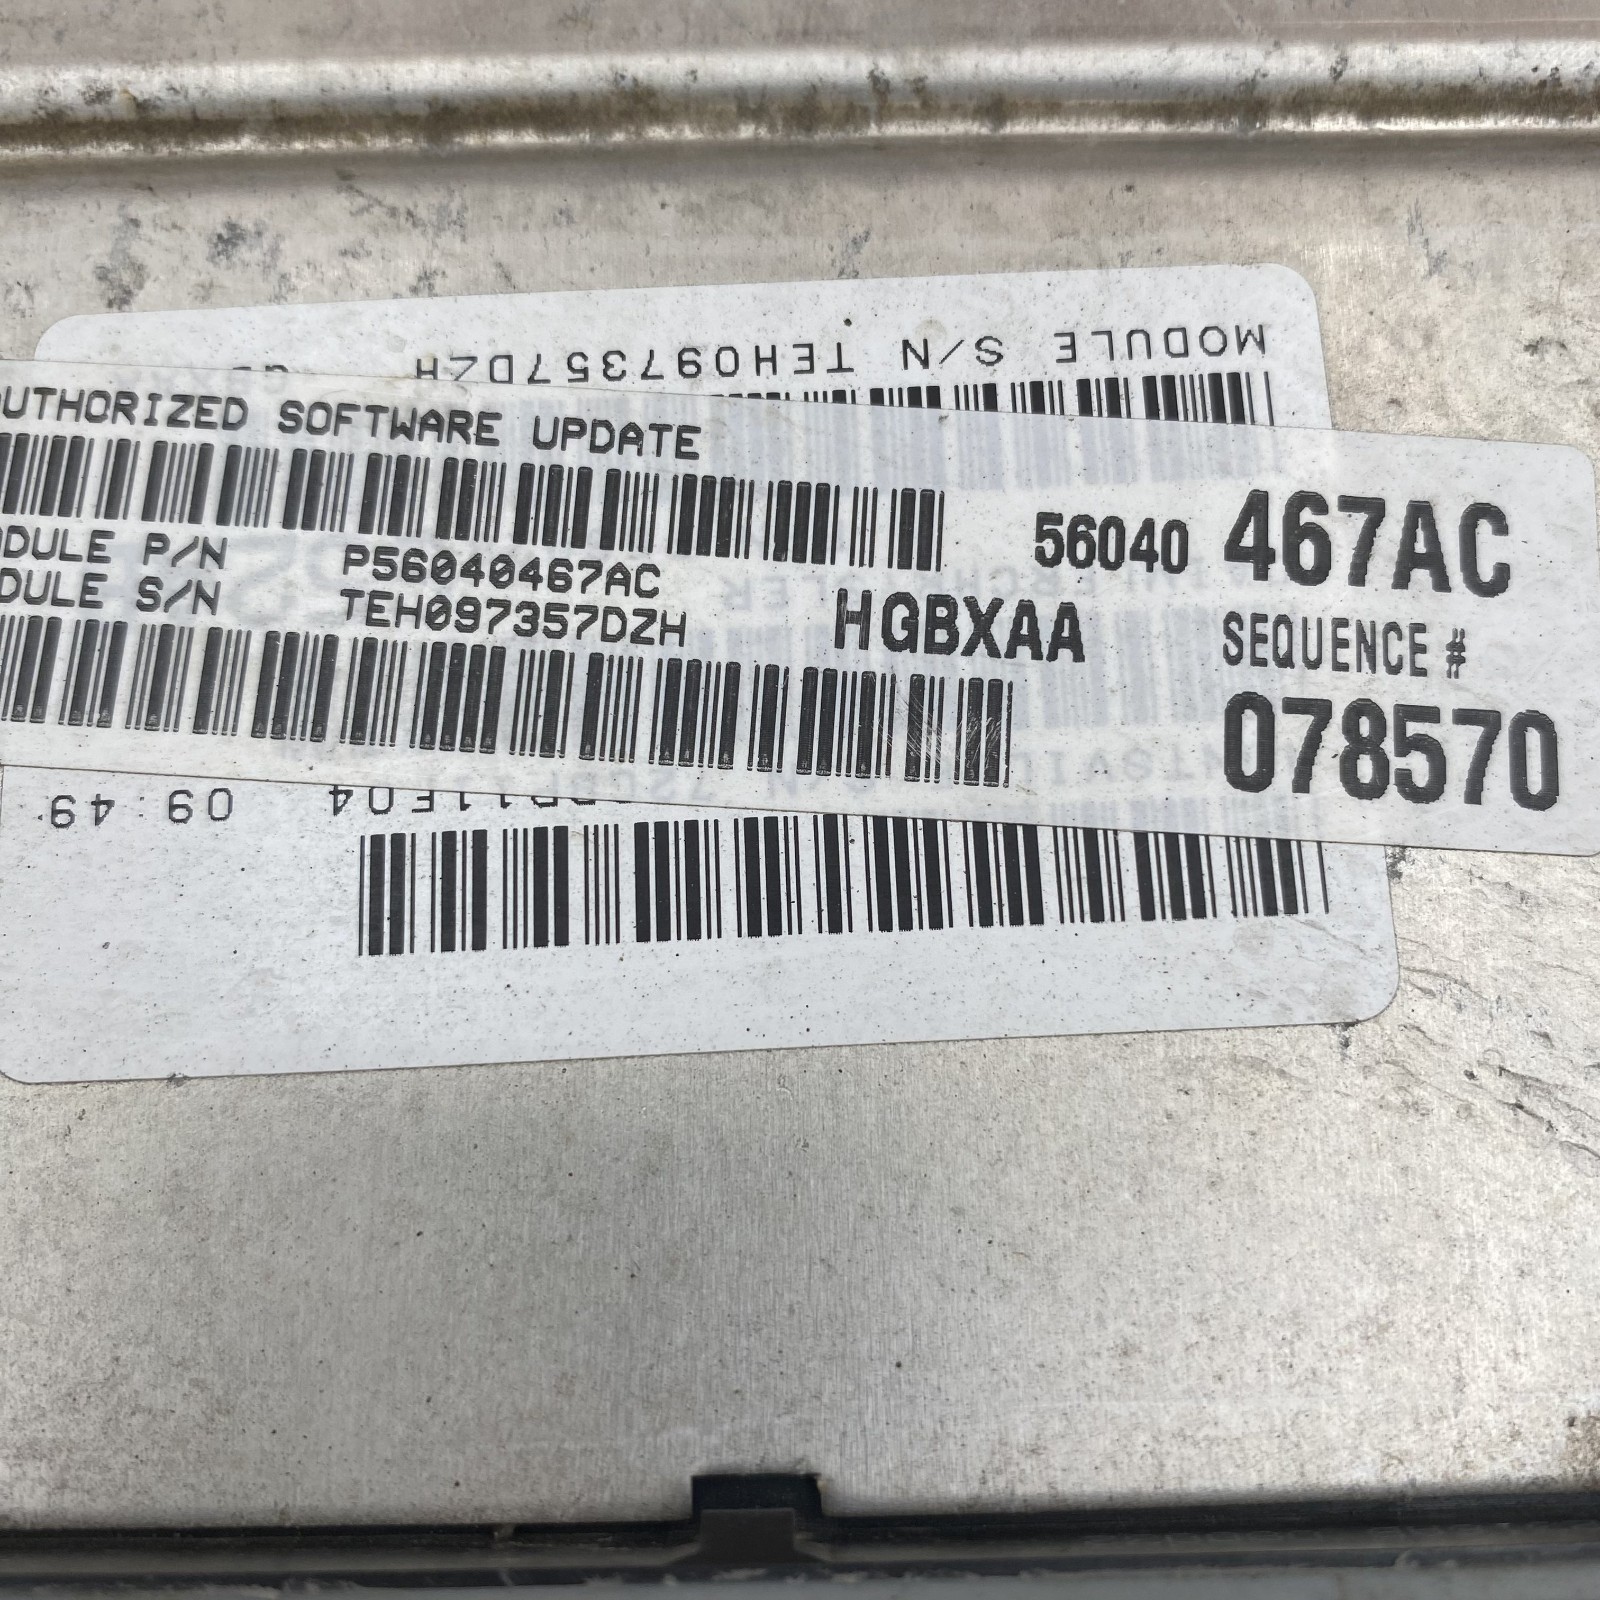 MODULE S/N TEH097357DZH
UTHORIZED SOFTWARE UPDATE
56040 467AC
DULE P/N P56040467AC
DULE S/N TEH097357DZH
HGBXAA
SEQUENCE #
078570
09:49